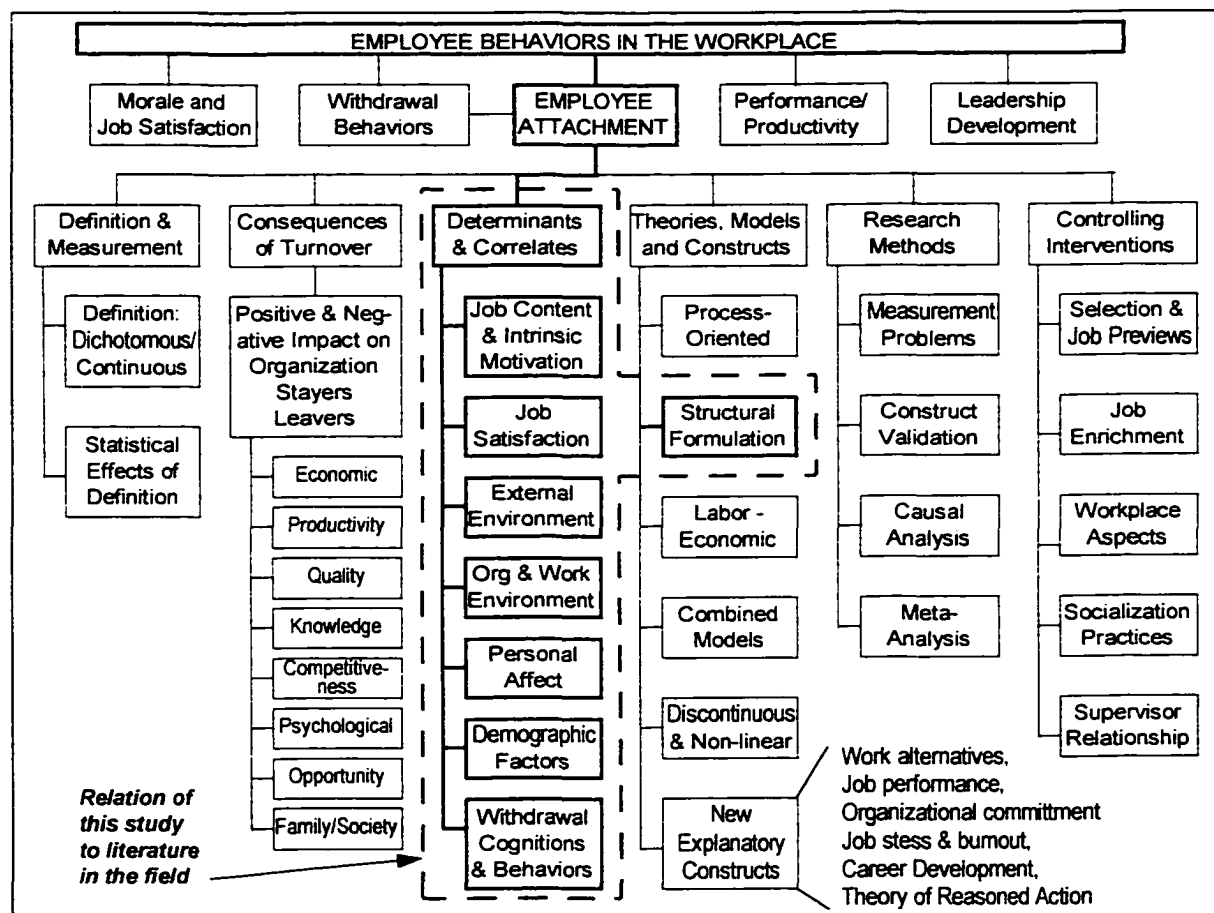 EMPLOYEE BEHAVIORS IN THE WORKPLACE
Morale and
Job Satisfaction
Withdrawal
Behaviors
EMPLOYEE
ATTACHMENT
Performance/
Productivity
Leadership
Development
Definition &
Measurement
Definition:
Dichotomous/
Continuous
Statistical
Effects of
Definition
Consequences
of Turnover
Positive & Neg-
ative Impact on
Organization
Stayers
Leavers
Economic
Productivity
Quality
Knowledge
Competitive-
ness
Psychological
Opportunity
Family/Society
Determinants
& Correlates
Job Content
& Intrinsic
Motivation
Job
Satisfaction
External
Environment
Org & Work
Environment
Personal
Affect
Demographic
Factors
Withdrawal
Cognitions
& Behaviors
Theories, Models
and Constructs
Process-
Oriented
Structural
Formulation
Labor -
Economic
Combined
Models
Discontinuous
& Non-linear
New
Explanatory
Constructs
Work alternatives,
Job performance,
Organizational committment
Job stess & burnout,
Career Development,
Theory of Reasoned Action
Research
Methods
Measurement
Problems
Construct
Validation
Causal
Analysis
Meta-
Analysis
Controlling
Interventions
Selection &
Job Previews
Job
Enrichment
Workplace
Aspects
Socialization
Practices
Supervisor
Relationship
Relation of
this study
to literature
in the field